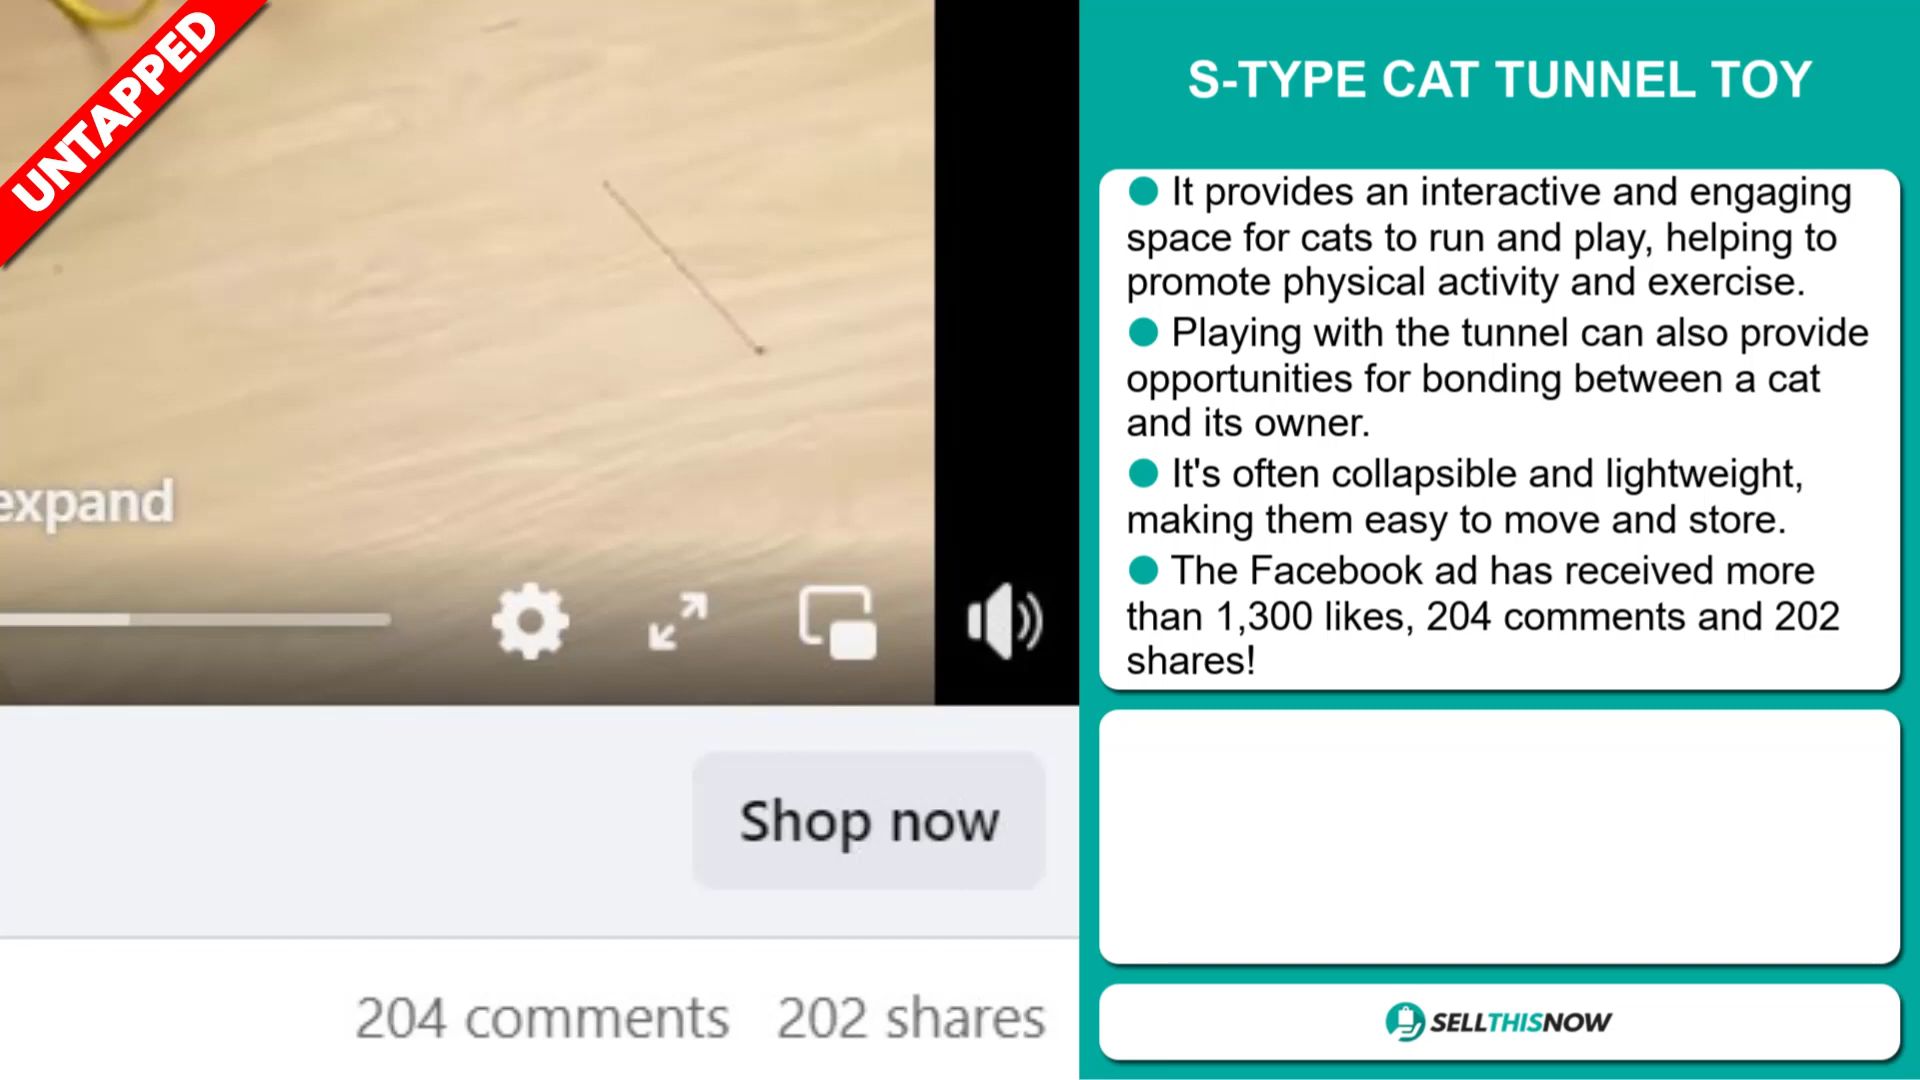 UNTAPPED
expand
Shop now
204 comments 202 shares
S-TYPE CAT TUNNEL TOY
● It provides an interactive and engaging
space for cats to run and play, helping to
promote physical activity and exercise.
● Playing with the tunnel can also provide
opportunities for bonding between a cat
and its owner.
● It's often collapsible and lightweight,
making them easy to move and store.
● The Facebook ad has received more
than 1,300 likes, 204 comments and 202
shares!
SELLTHISNOW